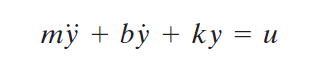 mÿ + bẏ + ky = u